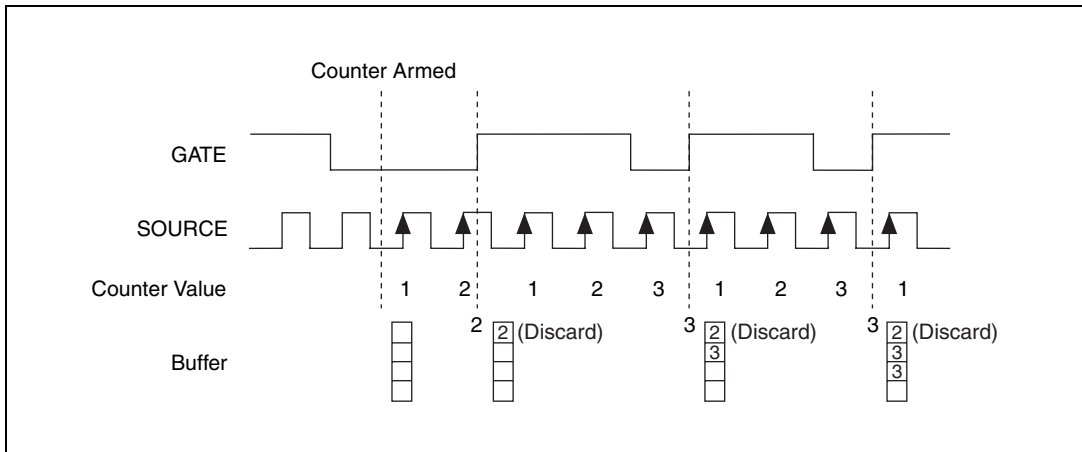 Counter Armed
GATE
SOURCE
Counter Value 1 2 1 2 3 1 2 3 1
2 3 3
Buffer
2 (Discard)
2 (Discard)
3
2 (Discard)
3
3